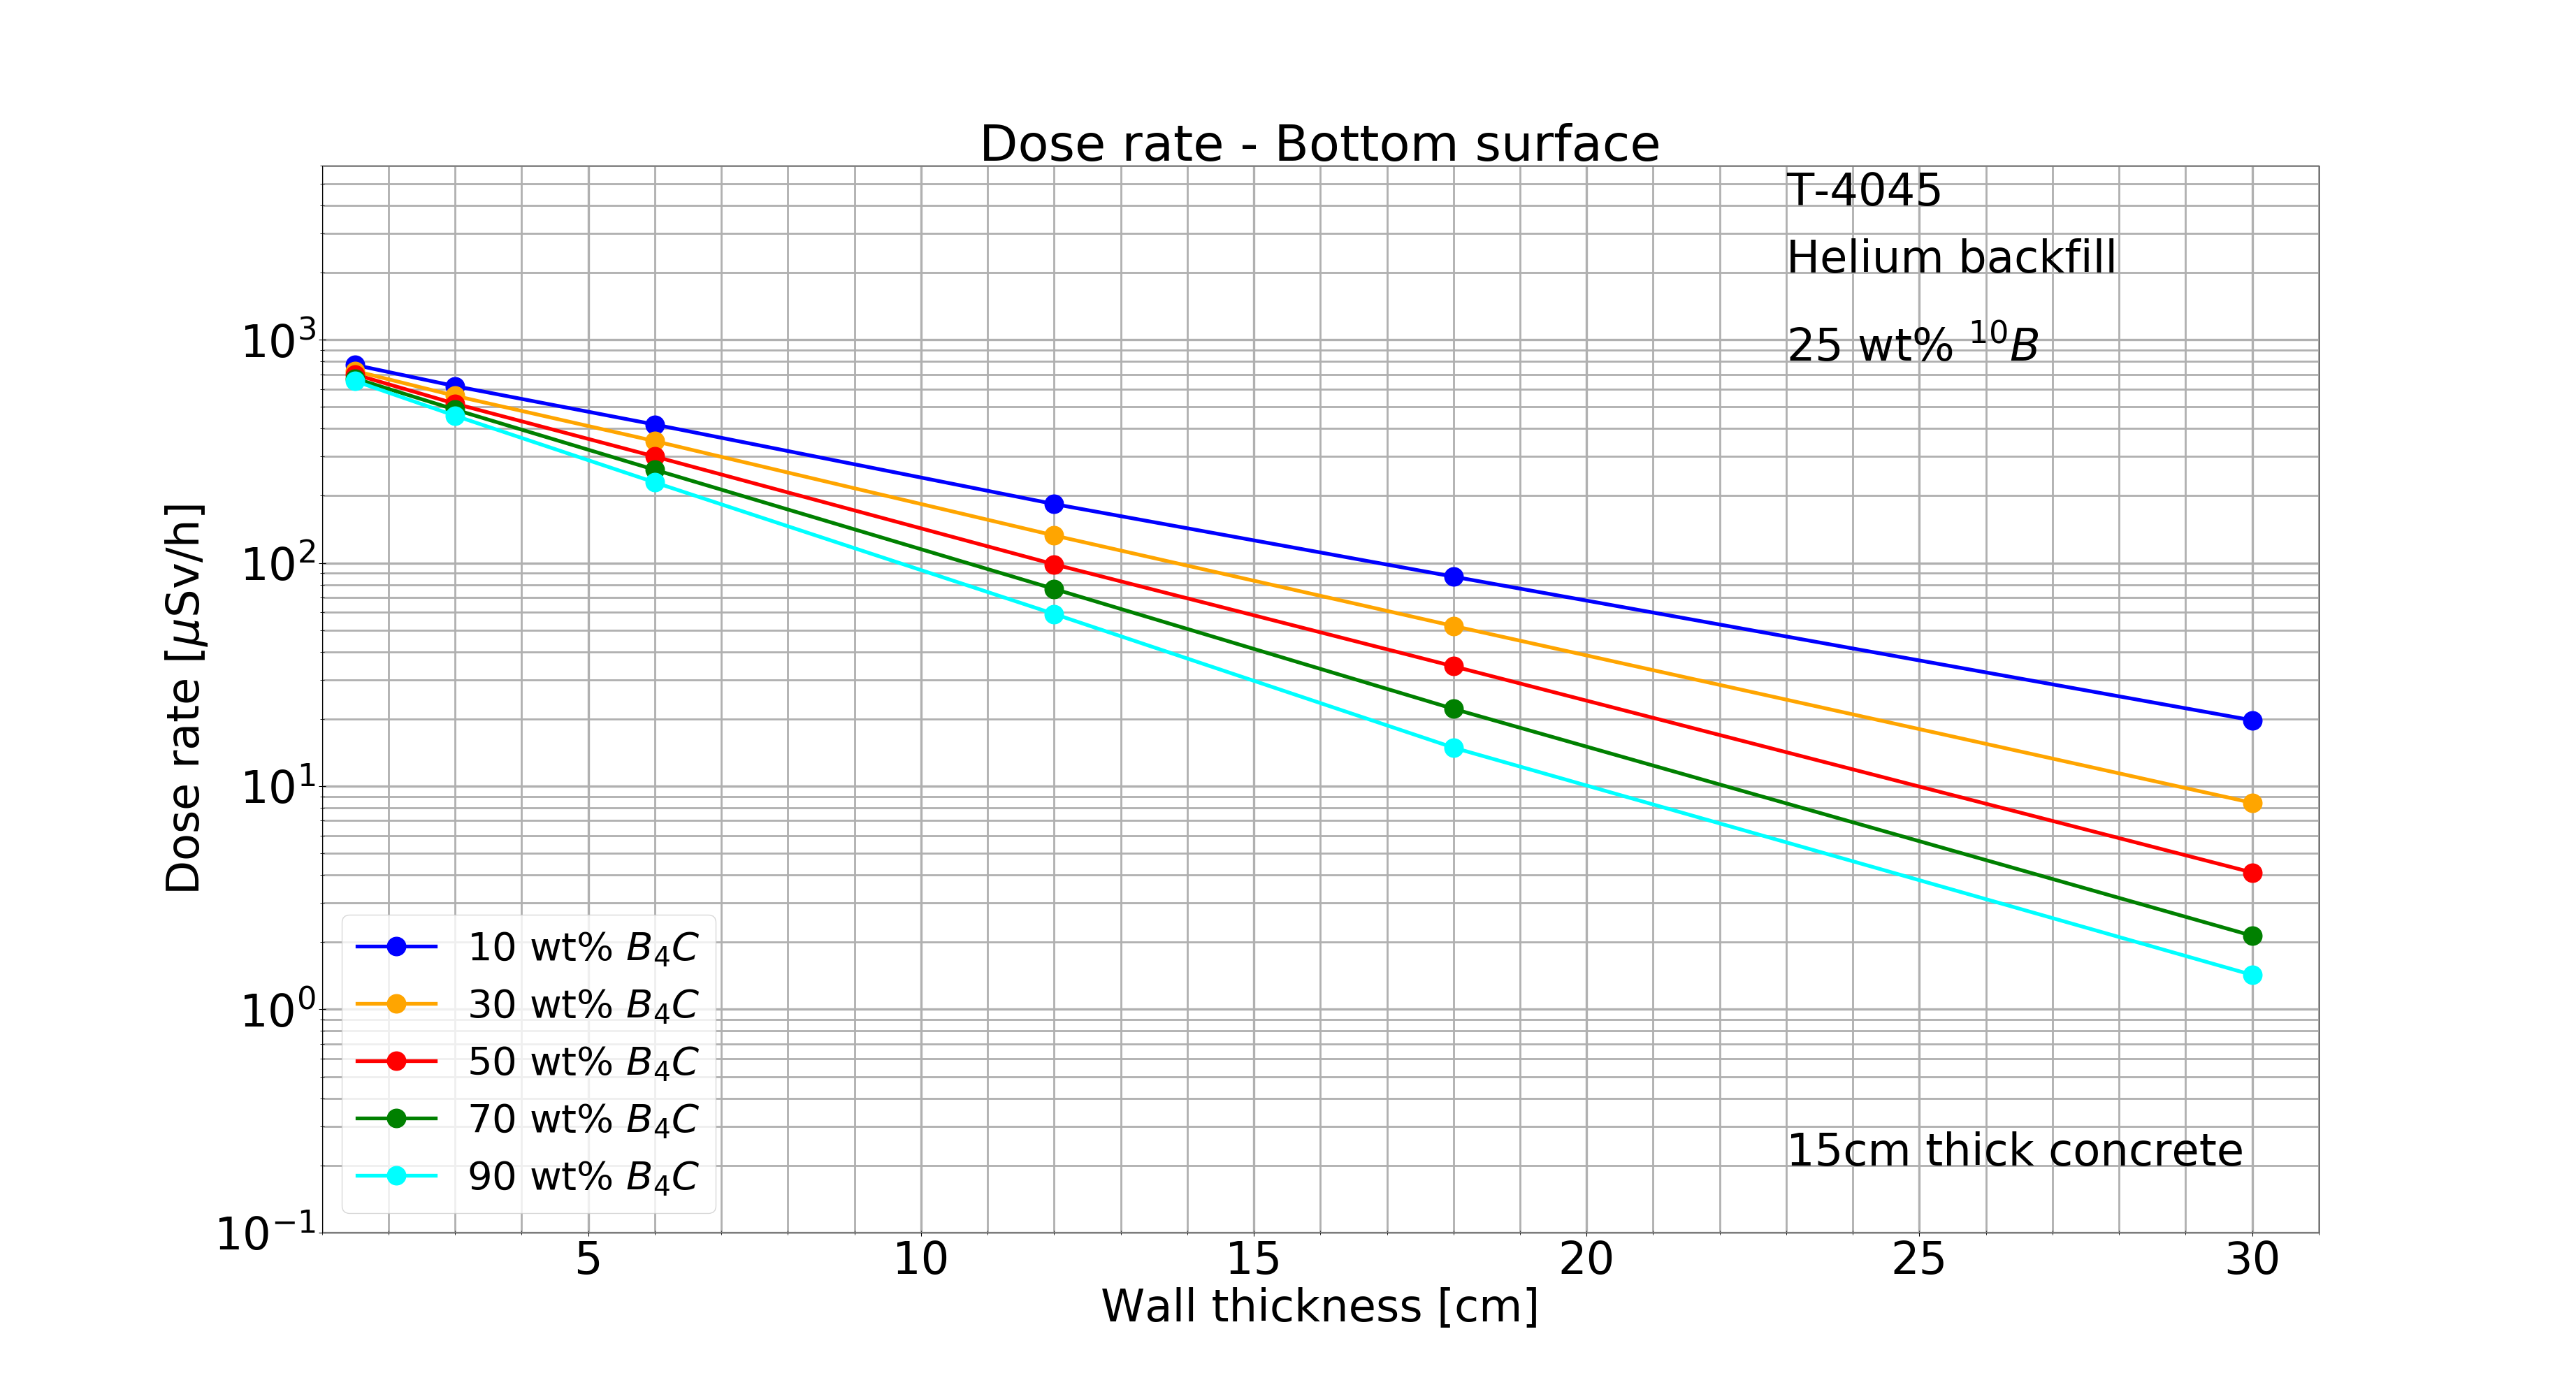 Dose rate - Bottom surface
T-4045
Helium backfill
25 wt% ¹⁰B
15cm thick concrete
Dose rate [μSv/h]
10³
10²
10¹
10⁰
10⁻¹
10 wt% B₄C
30 wt% B₄C
50 wt% B₄C
70 wt% B₄C
90 wt% B₄C
5 10 15 20 25 30
Wall thickness [cm]